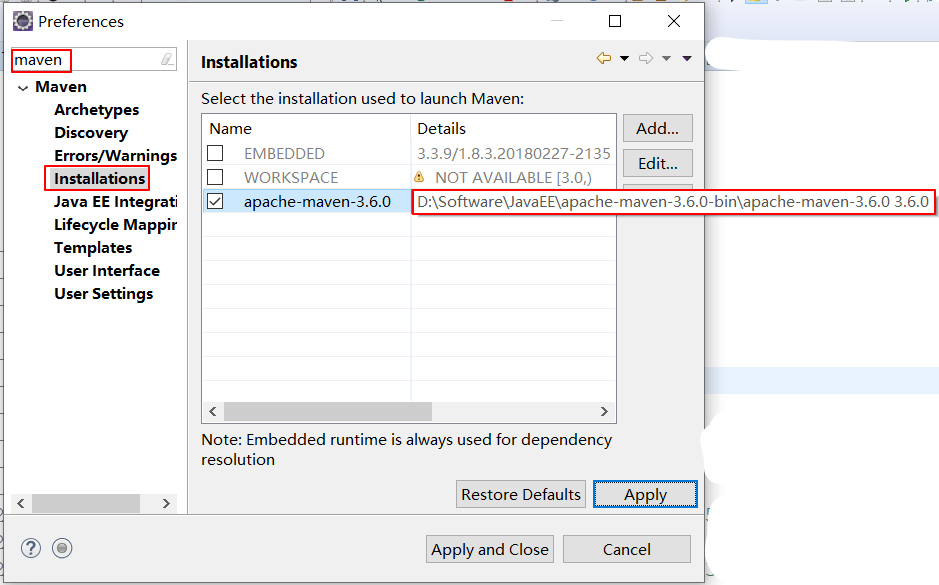 Preferences
maven
Maven
Archetypes
Discovery
Errors/Warnings
Installations
Java EE Integrati
Lifecycle Mappin
Templates
User Interface
User Settings
Installations
Select the installation used to launch Maven:
Name Details
EMBEDDED 3.3.9/1.8.3.20180227-2135
WORKSPACE NOT AVAILABLE [3.0,)
apache-maven-3.6.0 D:\Software\JavaEE\apache-maven-3.6.0-bin\apache-maven-3.6.0 3.6.0
Add...
Edit...
Note: Embedded runtime is always used for dependency
resolution
Restore Defaults Apply
Apply and Close Cancel